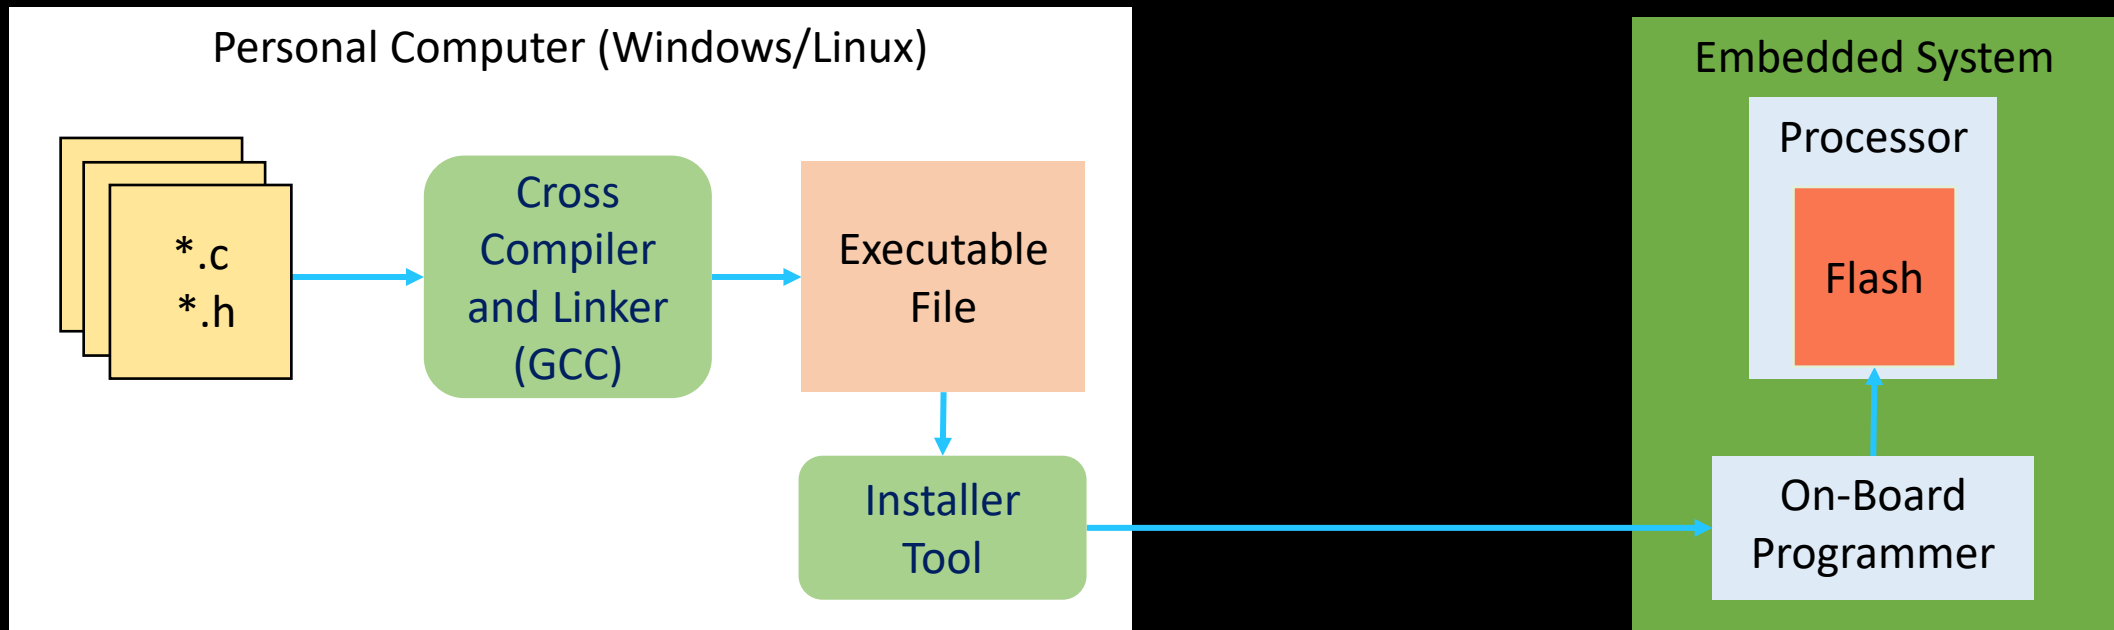 Personal Computer (Windows/Linux)
*.c
*.h
Cross
Compiler
and Linker
(GCC)
Executable
File
Installer
Tool
Embedded System
Processor
Flash
On-Board
Programmer